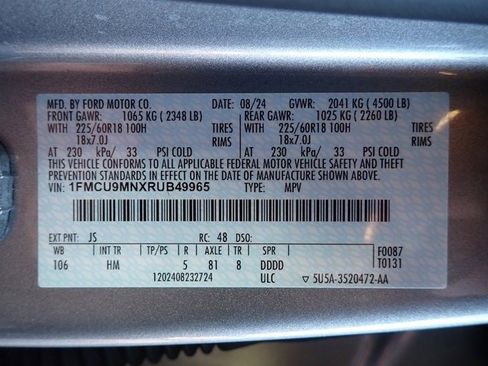 MFD. BY FORD MOTOR CO. 08/24 GVWR: 2041 KG ( 4500 LB)
FRONT GAWR: 1065 KG ( 2348 LB) REAR GAWR: 1025 KG ( 2260 LB)
WITH 225/60R18 100H TIRES WITH 225/60R18 100H TIRES
18x7.0J 18x7.0J
AT 230 kPa/ 33 PSI COLD AT 230 kPa/ 33 PSI COLD
THIS VEHICLE CONFORMS TO ALL APPLICABLE FEDERAL MOTOR VEHICLE SAFETY AND THEFT
PREVENTION STANDARDS IN EFFECT ON THE DATE OF MANUFACTURE SHOWN ABOVE.
VIN: 1FMCU9MNXRUB49965 TYPE: MPV
EXT PNT: JS RC: 48 DSO:
WB INT TR TP/PS R AXLE TR SPR F0087
106 HM 5 81 8 DDDD T0131
1202408232724 ULC ▽ 5U5A-3520472-AA